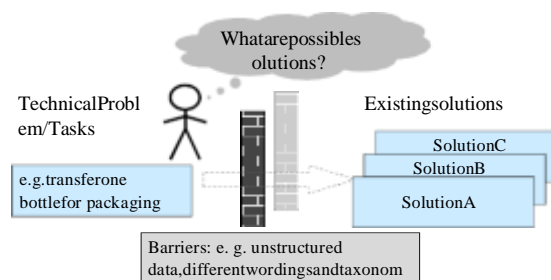 Whatarepossibles
olutions?
TechnicalProbl
em/Tasks
Existingsolutions
e.g.transferone
bottlefor packaging
SolutionC
SolutionB
SolutionA
Barriers: e. g. unstructured
data,differentwordingsandtaxonom